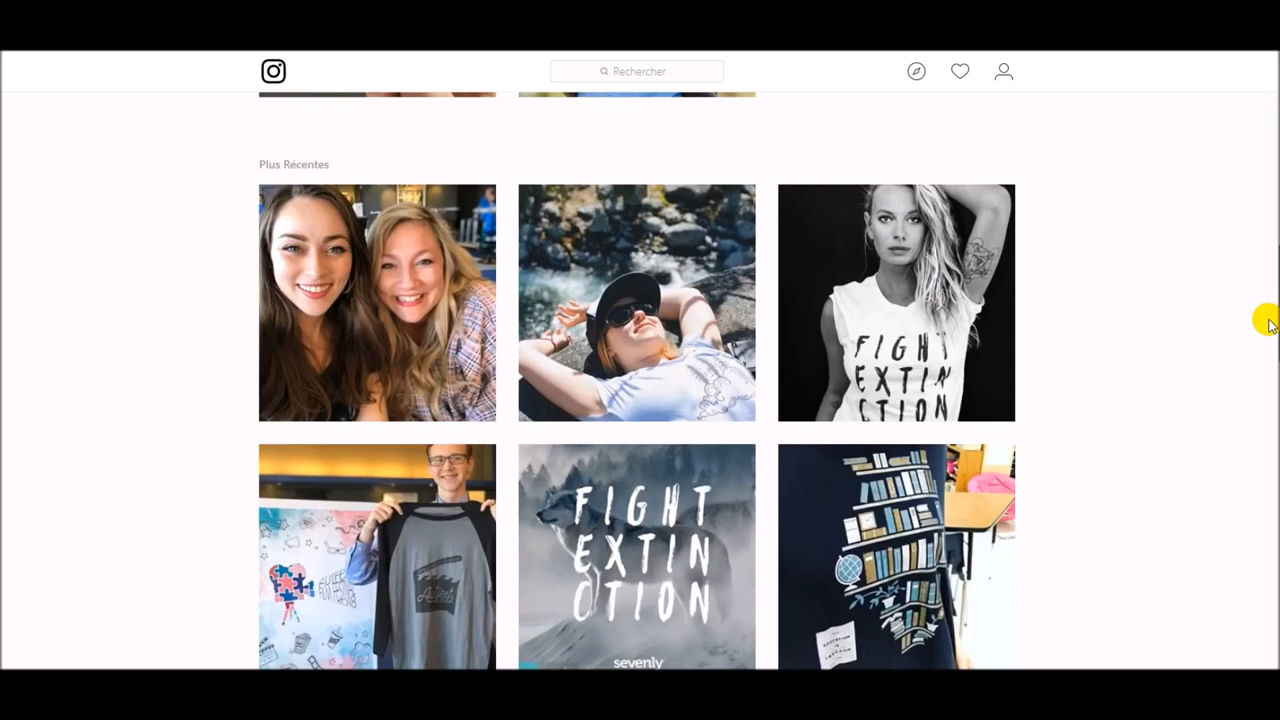 Rechercher
Plus Récentes
FIGHT
EXTIN
CTION
FIGHT
EXTIN
CTION
sevenly